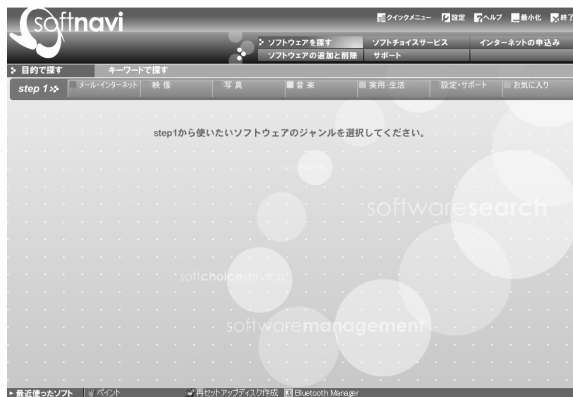 softnavi
クイックメニュー 設定 ヘルプ 最小化 終了
ソフトウェアを探す ソフトチョイスサービス インターネットの申込み
ソフトウェアの追加と削除 サポート
目的で探す キーワードで探す
step 1 メール・インターネット 映像 写真 音楽 実用・生活 設定・サポート お気に入り
step1から使いたいソフトウェアのジャンルを選択してください。
softwaresearch
softchoiceservice
softwaremanagement
最近使ったソフト ペイント 再セットアップディスク作成 Bluetooth Manager